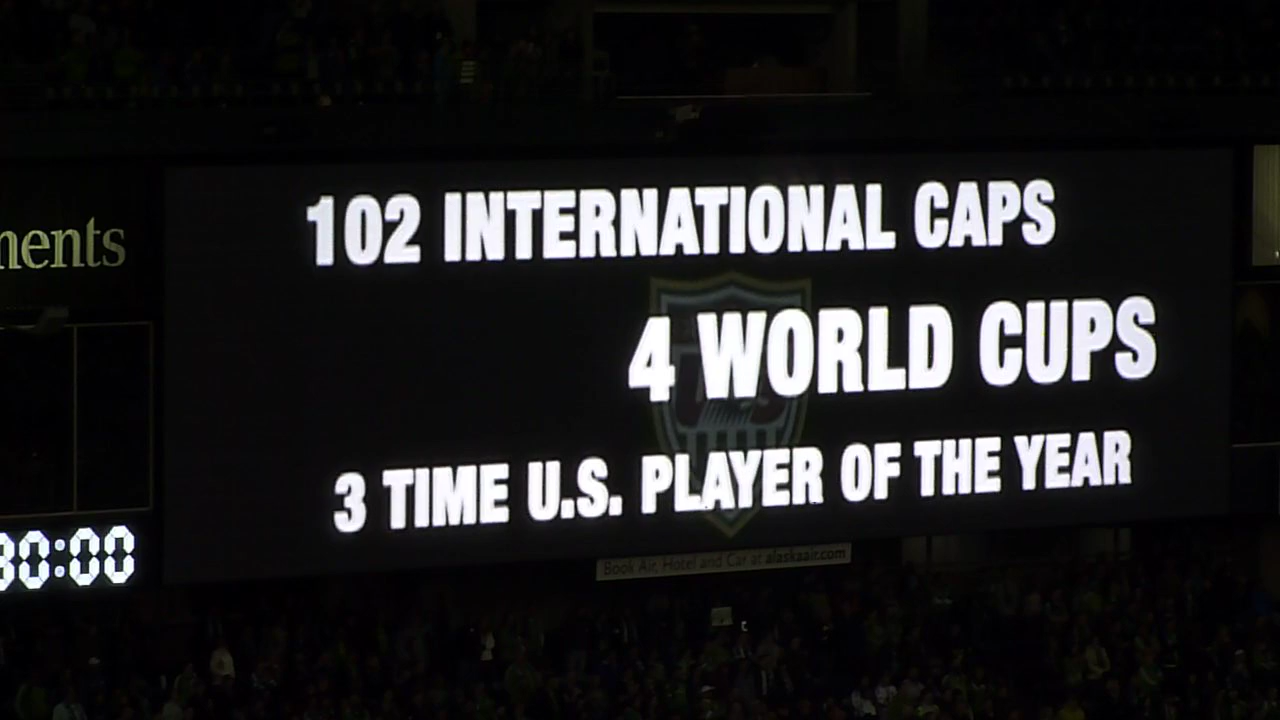 102 INTERNATIONAL CAPS
ments
4 WORLD CUPS
3 TIME U.S. PLAYER OF THE YEAR
30:00
Book Air, Hotel and Car at alaskaair.com